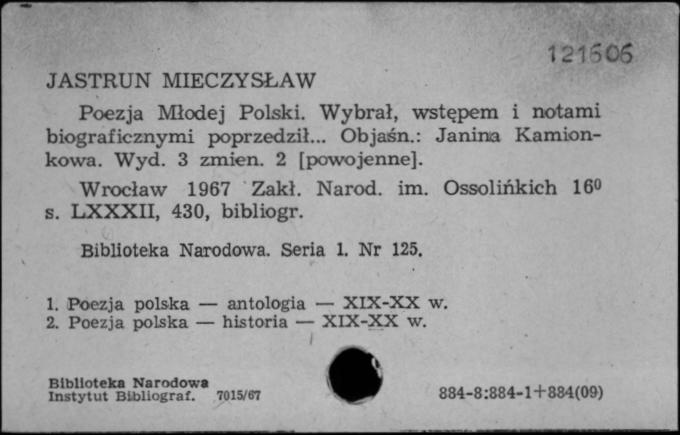 121606
JASTRUN MIECZYSŁAW
Poezja Młodej Polski. Wybrał, wstępem i notami
biograficznymi poprzedził... Objaśn.: Janina Kamion-
kowa. Wyd. 3 zmien. 2 [powojenne].
Wrocław 1967 Zakł. Narod. im. Ossolińkich 16⁰
s. LXXXII, 430, bibliogr.
Biblioteka Narodowa. Seria 1. Nr 125.
1. Poezja polska — antologia — XIX-XX w.
2. Poezja polska — historia — XIX-XX w.
Biblioteka Narodowa
Instytut Bibliograf. 7015/67
884-8:884-1+884(09)